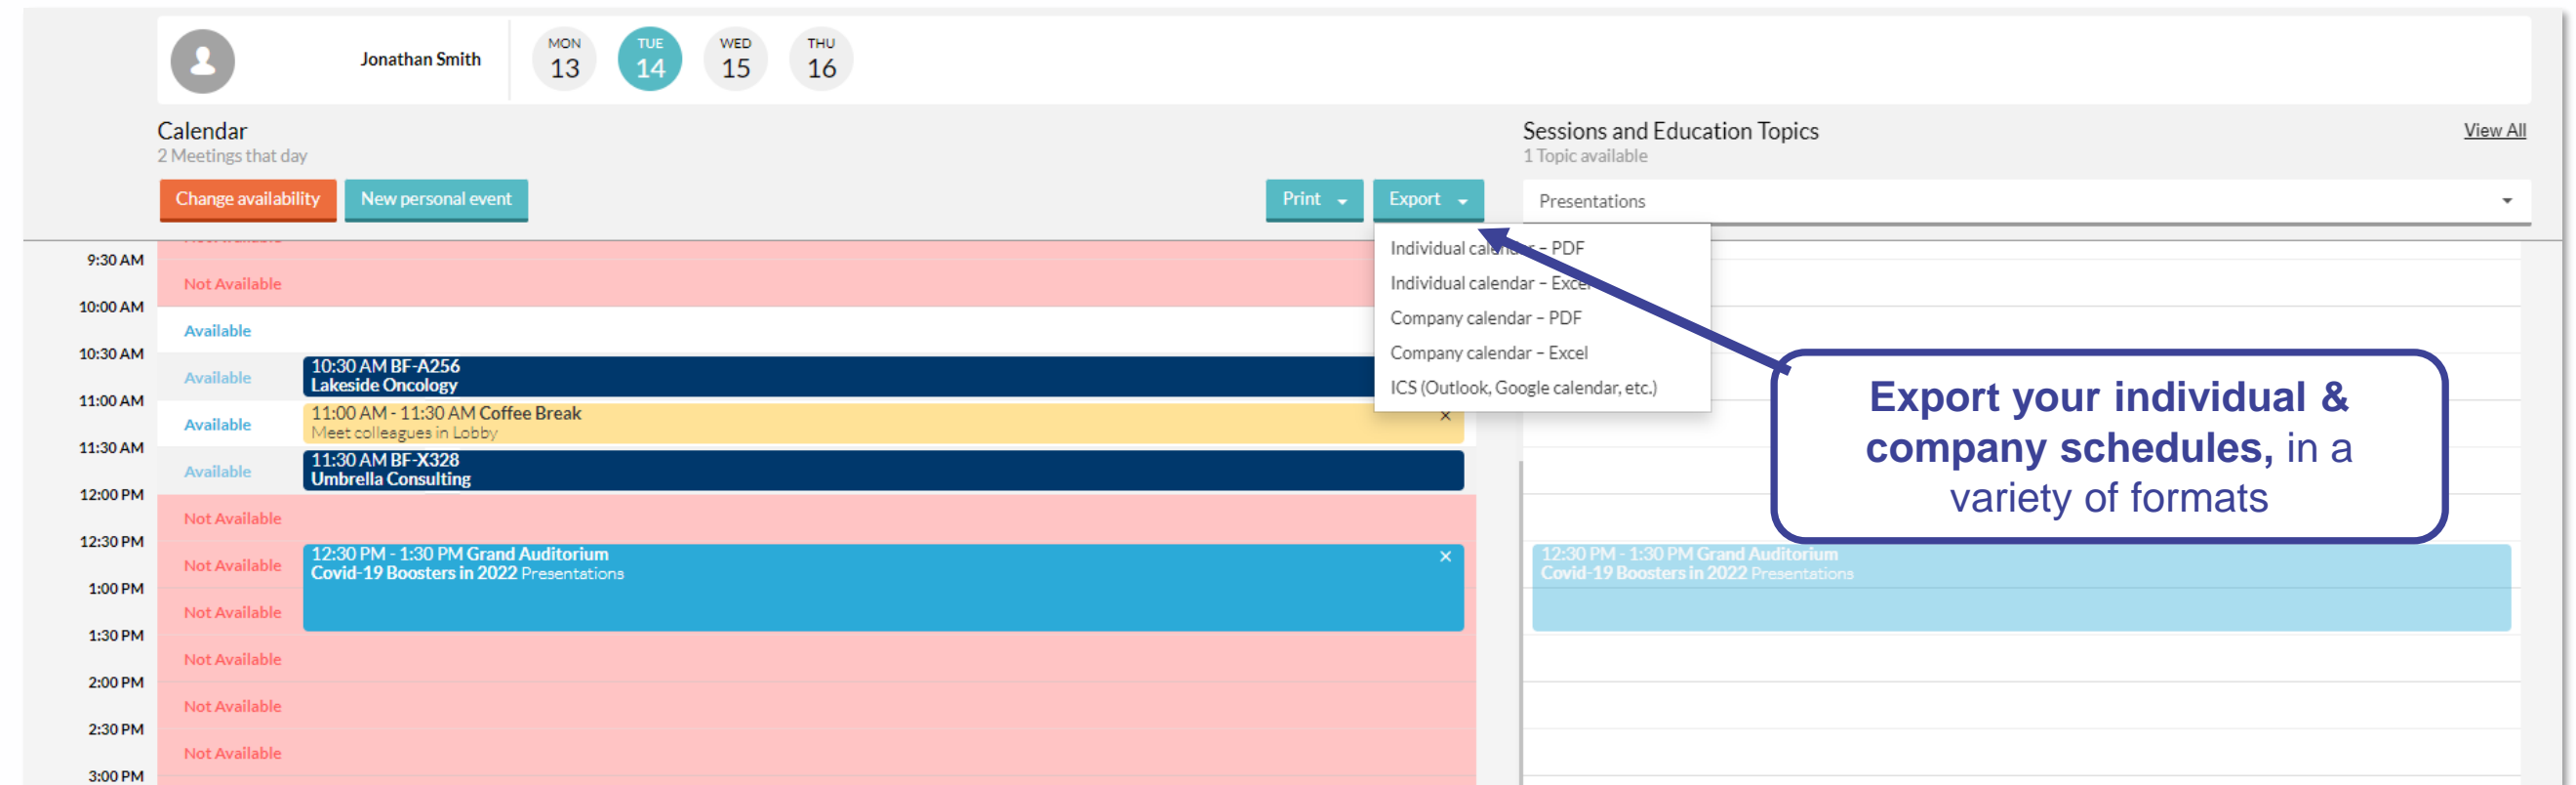 Jonathan Smith
MON
13
TUE
14
WED
15
THU
16
Calendar
2 Meetings that day
Change availability
New personal event
Print
Export
Sessions and Education Topics
1 Topic available
View All
Presentations
Individual calendar – PDF
Individual calendar – Excel
Company calendar – PDF
Company calendar – Excel
ICS (Outlook, Google calendar, etc.)
Export your individual &
company schedules, in a
variety of formats
9:30 AM
Not Available
10:00 AM
Available
10:30 AM
Available
10:30 AM BF-A256
Lakeside Oncology
11:00 AM
Available
11:00 AM - 11:30 AM Coffee Break
Meet colleagues in Lobby
11:30 AM
Available
11:30 AM BF-X328
Umbrella Consulting
12:00 PM
Not Available
12:30 PM
Not Available
12:30 PM - 1:30 PM Grand Auditorium
Covid-19 Boosters in 2022 Presentations
12:30 PM - 1:30 PM Grand Auditorium
Covid-19 Boosters in 2022 Presentations
1:00 PM
Not Available
1:30 PM
Not Available
2:00 PM
Not Available
2:30 PM
Not Available
3:00 PM